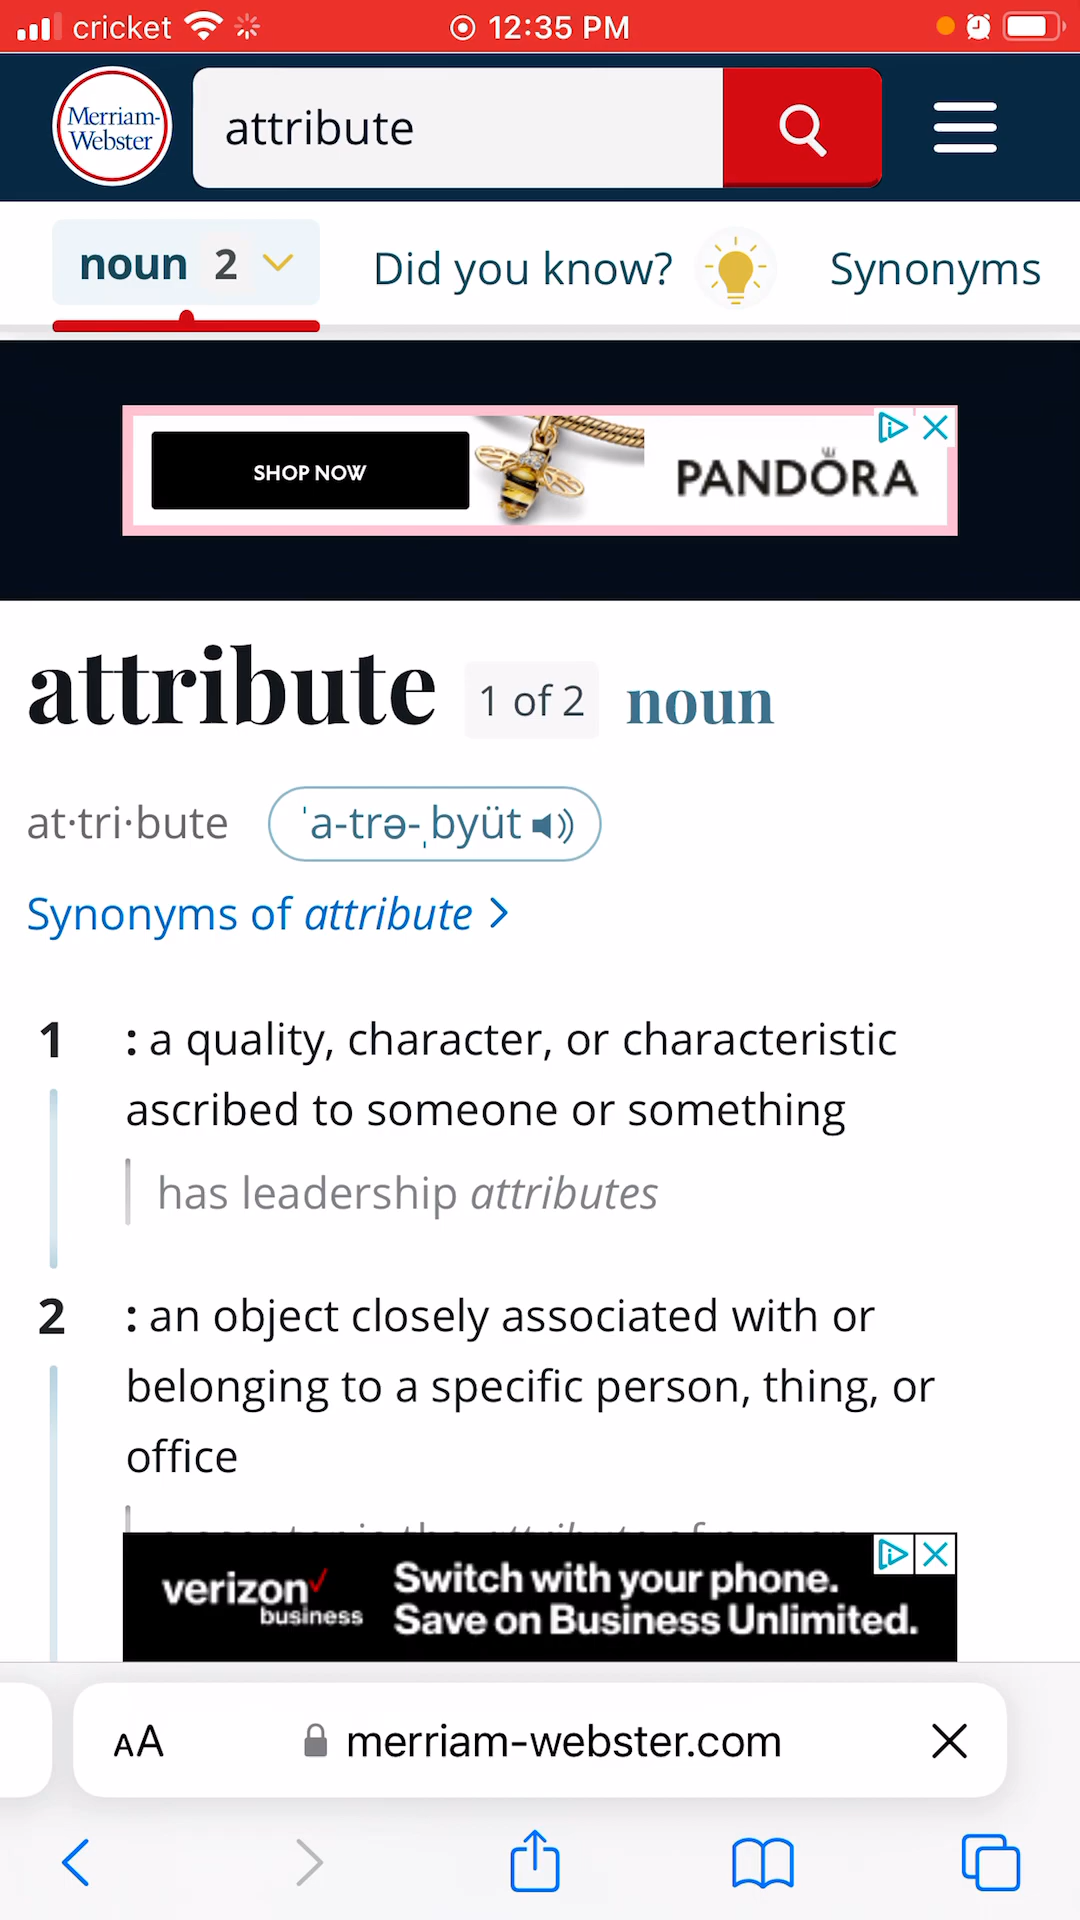 cricket 12:35 PM
Merriam-
Webster
attribute
noun 2 Did you know? Synonyms
SHOP NOW PANDÖRA
attribute 1 of 2 noun
at·tri·bute ˈa-trə-ˌbyüt
Synonyms of attribute >
1 : a quality, character, or characteristic
ascribed to someone or something
has leadership attributes
2 : an object closely associated with or
belonging to a specific person, thing, or
office
verizon
business
Switch with your phone.
Save on Business Unlimited.
AA merriam-webster.com